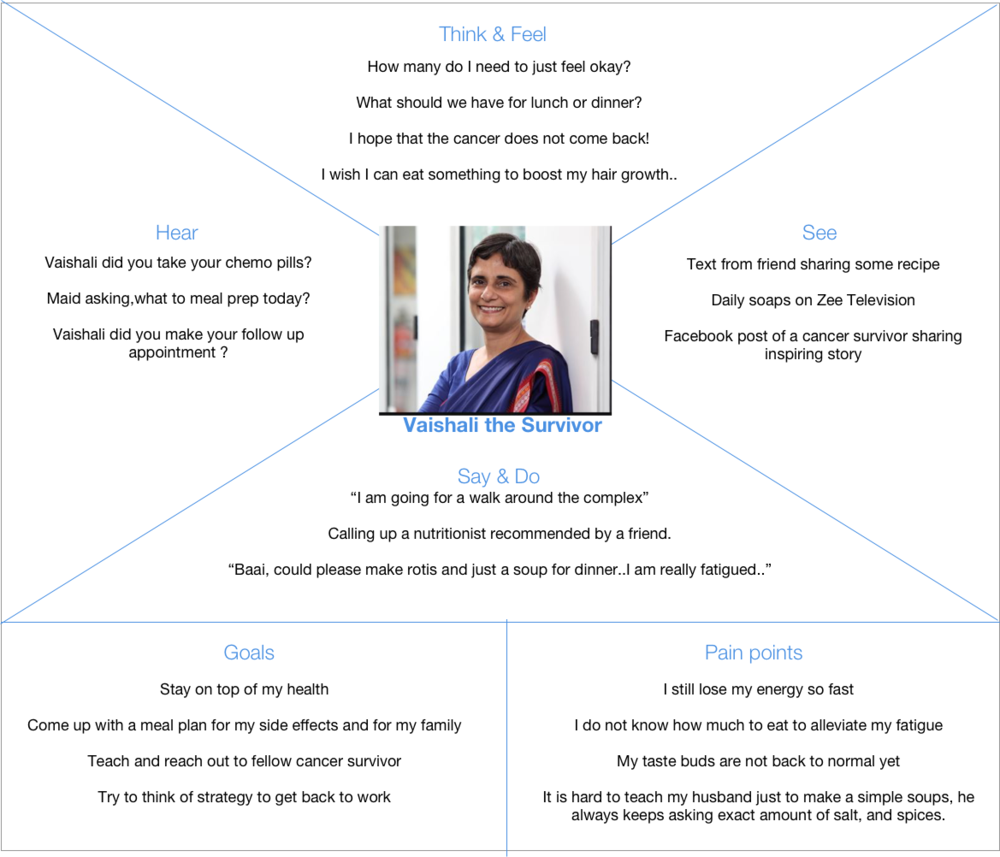 Think & Feel
How many do I need to just feel okay?
What should we have for lunch or dinner?
I hope that the cancer does not come back!
I wish I can eat something to boost my hair growth..
Hear
Vaishali did you take your chemo pills?
Maid asking,what to meal prep today?
Vaishali did you make your follow up
appointment ?
See
Text from friend sharing some recipe
Daily soaps on Zee Television
Facebook post of a cancer survivor sharing
inspiring story
Vaishali the Survivor
Say & Do
“I am going for a walk around the complex”
Calling up a nutritionist recommended by a friend.
“Baai, could please make rotis and just a soup for dinner..I am really fatigued..”
Goals
Stay on top of my health
Come up with a meal plan for my side effects and for my family
Teach and reach out to fellow cancer survivor
Try to think of strategy to get back to work
Pain points
I still lose my energy so fast
I do not know how much to eat to alleviate my fatigue
My taste buds are not back to normal yet
It is hard to teach my husband just to make a simple soups, he
always keeps asking exact amount of salt, and spices.